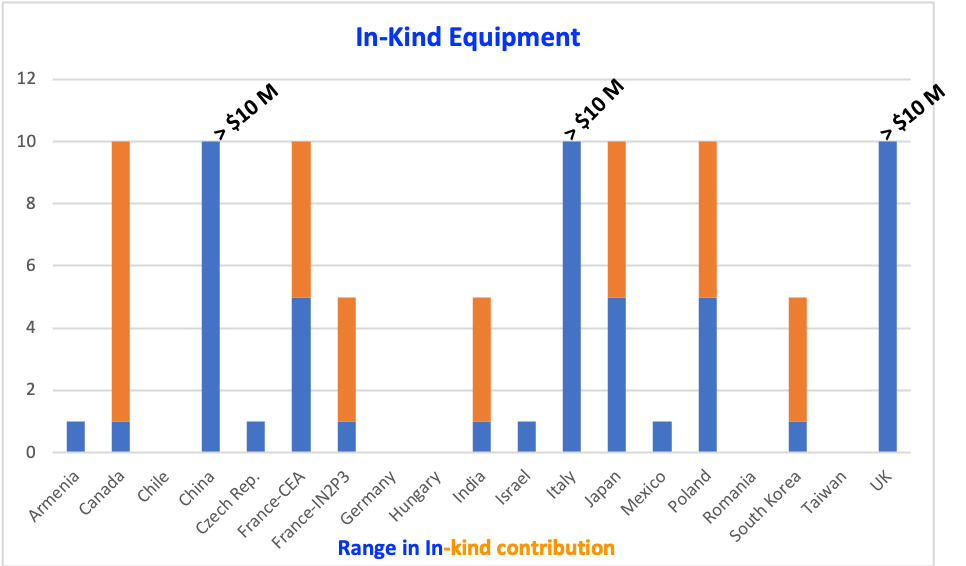 In-Kind Equipment
12
10
8
6
4
2
0
> $10 M
> $10 M
> $10 M
Armenia
Canada
Chile
China
Czech Rep.
France-CEA
France-IN2P3
Germany
Hungary
India
Israel
Italy
Japan
Mexico
Poland
Romania
South Korea
Taiwan
UK
Range in In-kind contribution